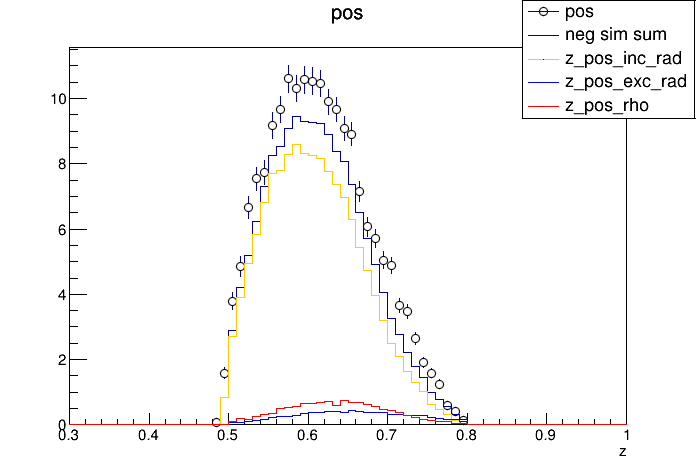 pos
pos
neg sim sum
z_pos_inc_rad
z_pos_exc_rad
z_pos_rho
10
8
6
4
2
0
0.3 0.4 0.5 0.6 0.7 0.8 0.9 1
z